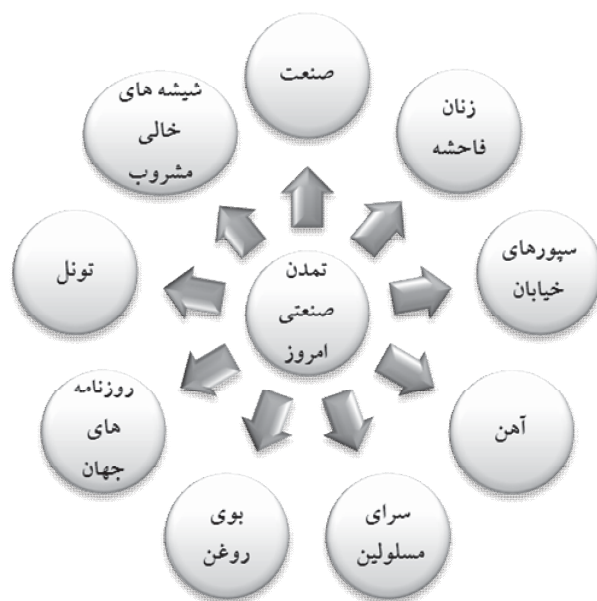 صنعت
زنان
فاحشه
سپورهای
خیابان
آهن
سرای
مسلولین
بوی
روغن
روزنامه
های
جهان
تونل
شیشه های
خالی
مشروب
تمدن
صنعتی
امروز